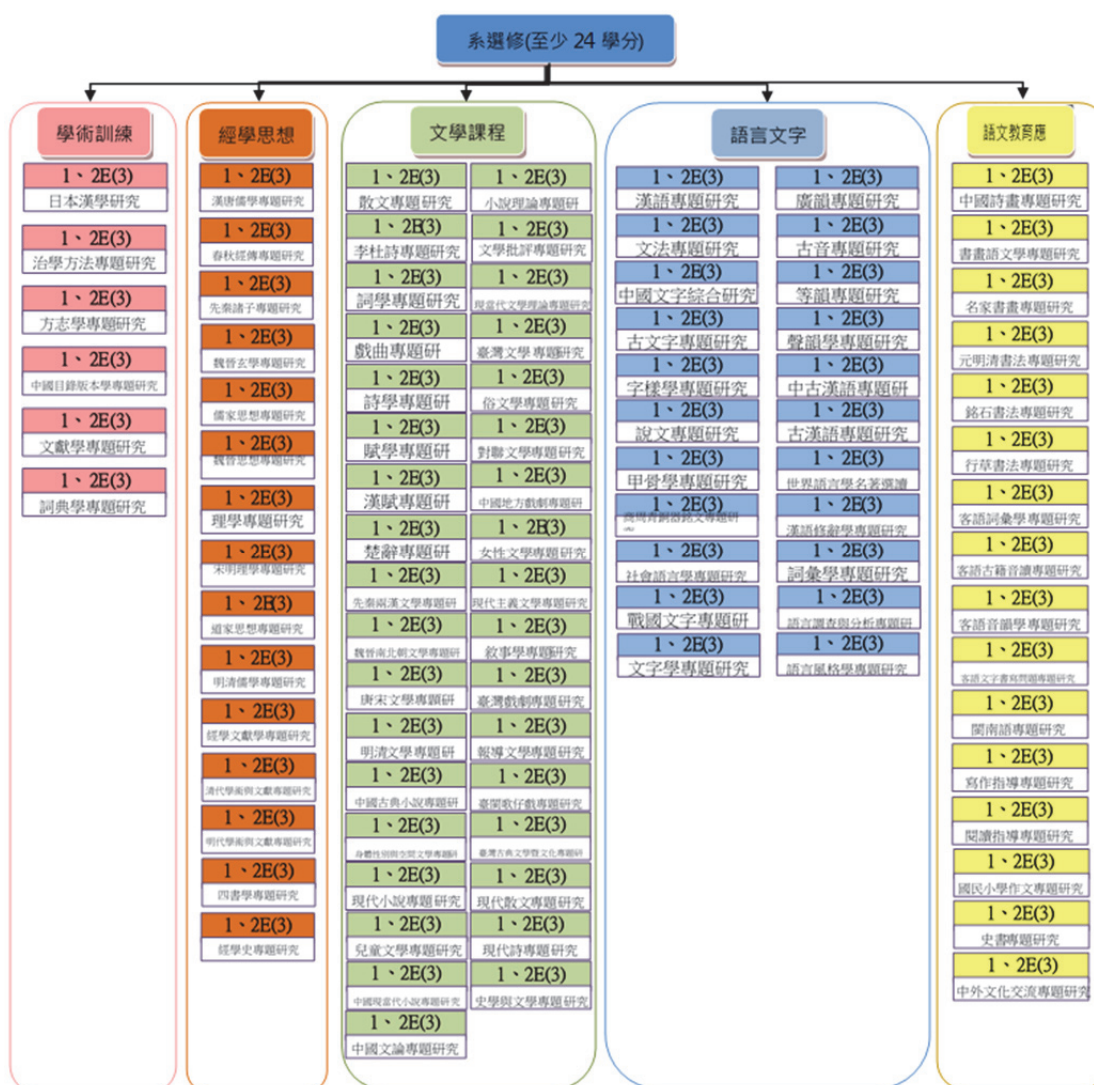 系選修(至少 24 學分)
學術訓練
1、2E(3)
日本漢學研究
1、2E(3)
治學方法專題研究
1、2E(3)
方志學專題研究
1、2E(3)
中國目錄版本學專題研究
1、2E(3)
文獻學專題研究
1、2E(3)
詞典學專題研究
經學思想
1、2E(3)
漢唐儒學專題研究
1、2E(3)
春秋經傳專題研究
1、2E(3)
先秦諸子專題研究
1、2E(3)
魏晉玄學專題研究
1、2E(3)
儒家思想專題研究
1、2E(3)
魏晉思想專題研究
1、2E(3)
理學專題研究
1、2E(3)
宋明理學專題研究
1、2E(3)
道家思想專題研究
1、2E(3)
明清儒學專題研究
1、2E(3)
經學文獻學專題研究
1、2E(3)
清代學術與文獻專題研究
1、2E(3)
明代學術與文獻專題研究
1、2E(3)
四書學專題研究
1、2E(3)
經學史專題研究
文學課程
1、2E(3)
散文專題研究
1、2E(3)
李杜詩專題研究
1、2E(3)
詞學專題研究
1、2E(3)
戲曲專題研
1、2E(3)
詩學專題研
1、2E(3)
賦學專題研
1、2E(3)
漢賦專題研
1、2E(3)
楚辭專題研
1、2E(3)
先秦兩漢文學專題研
1、2E(3)
魏晉南北朝文學專題研
1、2E(3)
唐宋文學專題研
1、2E(3)
明清文學專題研
1、2E(3)
中國古典小說專題研
1、2E(3)
身體性別與空間文學專題研
1、2E(3)
現代小說專題研究
1、2E(3)
兒童文學專題研究
1、2E(3)
中國現當代小說專題研究
1、2E(3)
中國文論專題研究
1、2E(3)
小說理論專題研
1、2E(3)
文學批評專題研究
1、2E(3)
現當代文學理論專題研究
1、2E(3)
臺灣文學專題研究
1、2E(3)
俗文學專題研究
1、2E(3)
對聯文學專題研究
1、2E(3)
中國地方戲劇專題研
1、2E(3)
女性文學專題研究
1、2E(3)
現代主義文學專題研究
1、2E(3)
敘事學專題研究
1、2E(3)
臺灣戲劇專題研究
1、2E(3)
報導文學專題研究
1、2E(3)
臺閩歌仔戲專題研究
1、2E(3)
臺灣古典文學暨文化專題研
1、2E(3)
現代散文專題研究
1、2E(3)
現代詩專題研究
1、2E(3)
史學與文學專題研究
語言文字
1、2E(3)
漢語專題研究
1、2E(3)
文法專題研究
1、2E(3)
中國文字綜合研究
1、2E(3)
古文字專題研究
1、2E(3)
字樣學專題研究
1、2E(3)
說文專題研究
1、2E(3)
甲骨學專題研究
1、2E(3)
商周青銅器銘文專題研
究
1、2E(3)
社會語言學專題研究
1、2E(3)
戰國文字專題研
1、2E(3)
文字學專題研究
1、2E(3)
廣韻專題研究
1、2E(3)
古音專題研究
1、2E(3)
等韻專題研究
1、2E(3)
聲韻學專題研究
1、2E(3)
中古漢語專題研
1、2E(3)
古漢語專題研究
1、2E(3)
世界語言學名著選讀
1、2E(3)
漢語修辭學專題研究
1、2E(3)
詞彙學專題研究
1、2E(3)
語言調查與分析專題研
1、2E(3)
語言風格學專題研究
語文教育應
1、2E(3)
中國詩畫專題研究
1、2E(3)
書畫語文學專題研究
1、2E(3)
名家書畫專題研究
1、2E(3)
元明清書法專題研究
1、2E(3)
銘石書法專題研究
1、2E(3)
行草書法專題研究
1、2E(3)
客語詞彙學專題研究
1、2E(3)
客語古籍音讀專題研究
1、2E(3)
客語音韻學專題研究
1、2E(3)
客語文字書寫問題專題研究
1、2E(3)
閩南語專題研究
1、2E(3)
寫作指導專題研究
1、2E(3)
閱讀指導專題研究
1、2E(3)
國民小學作文專題研究
1、2E(3)
史書專題研究
1、2E(3)
中外文化交流專題研究